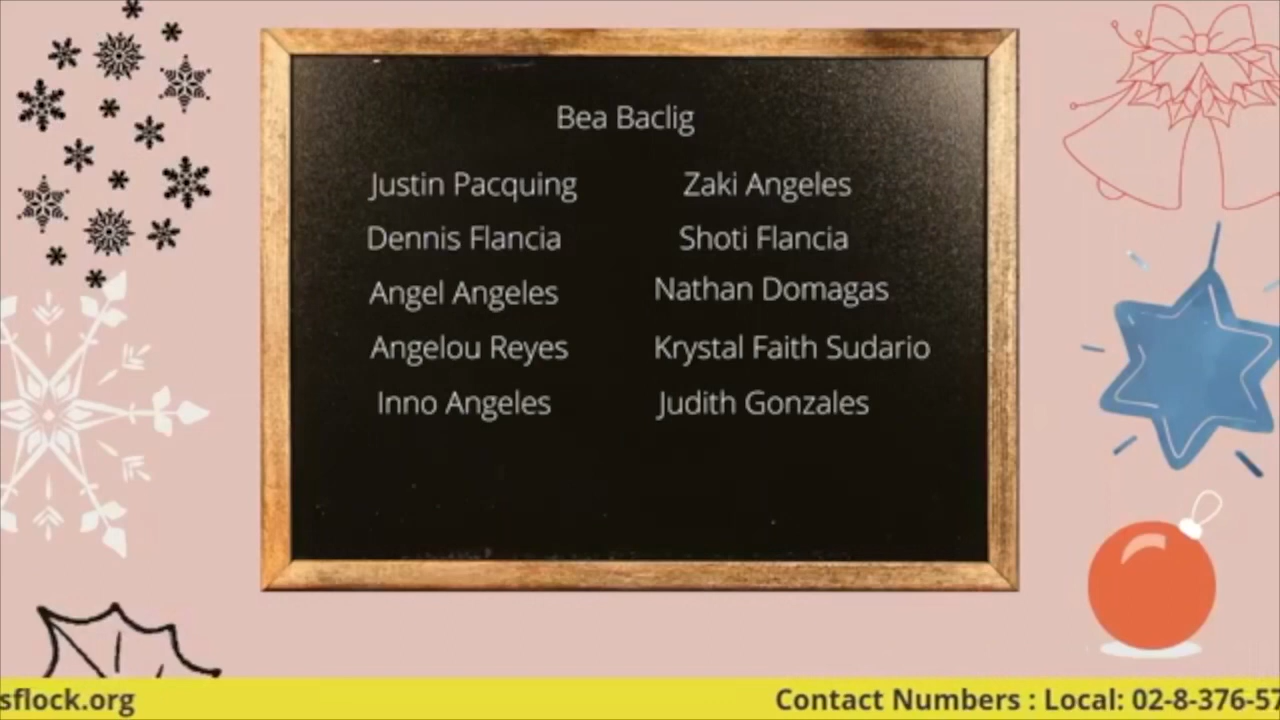 Bea Baclig
Justin Pacquing
Dennis Flancia
Angel Angeles
Angelou Reyes
Inno Angeles
Zaki Angeles
Shoti Flancia
Nathan Domagas
Krystal Faith Sudario
Judith Gonzales
sflock.org
Contact Numbers : Local: 02-8-376-57